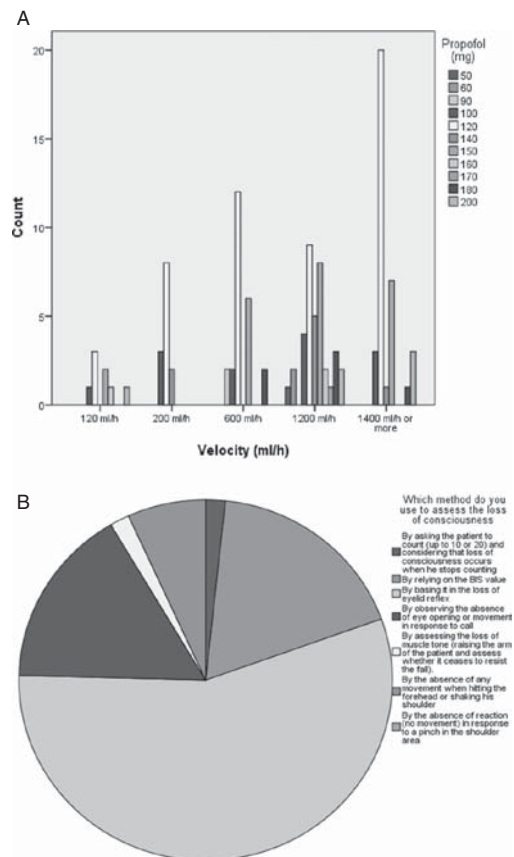 A
Propofol
(mg)
50
60
90
100
120
140
150
160
170
180
200
20
15
10
5
0
Count
120 ml/h
200 ml/h
600 ml/h
1200 ml/h
1400 ml/h or
more
Velocity (ml/h)
B
Which method do you
use to assess the loss
of consciousness
By asking the patient to
count (up to 10 or 20) and
considering that loss of
consciousness occurs
when he stops counting
By relying on the BIS value
By basing it in the loss of
eyelid reflex
By observing the absence
of eye opening or movement
in response to call
By assessing the loss of
muscle tone (raising the arm
of the patient and assess
whether it ceases to resist
the fall).
By the absence of any
movement when hitting the
forehead or shaking his
shoulder
By the absence of reaction
(no movement) in response
to a pinch in the shoulder
area